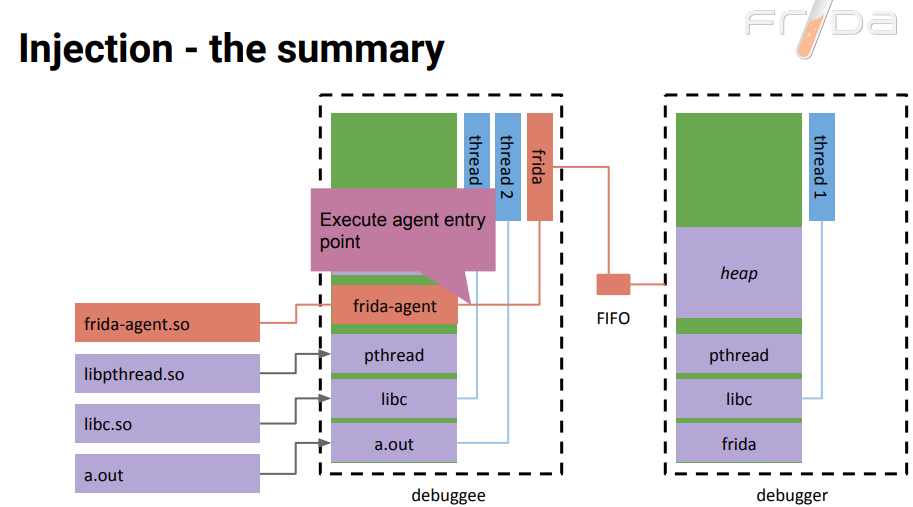 FRIDA
Injection - the summary
thread
thread 2
frida
thread 1
Execute agent entry
point
heap
frida-agent.so
frida-agent
FIFO
libpthread.so
pthread
pthread
libc.so
libc
libc
a.out
a.out
frida
debuggee
debugger